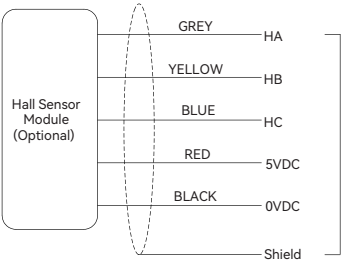 GREY
HA
YELLOW
HB
Hall Sensor
Module
(Optional)
BLUE
HC
RED
5VDC
BLACK
0VDC
Shield